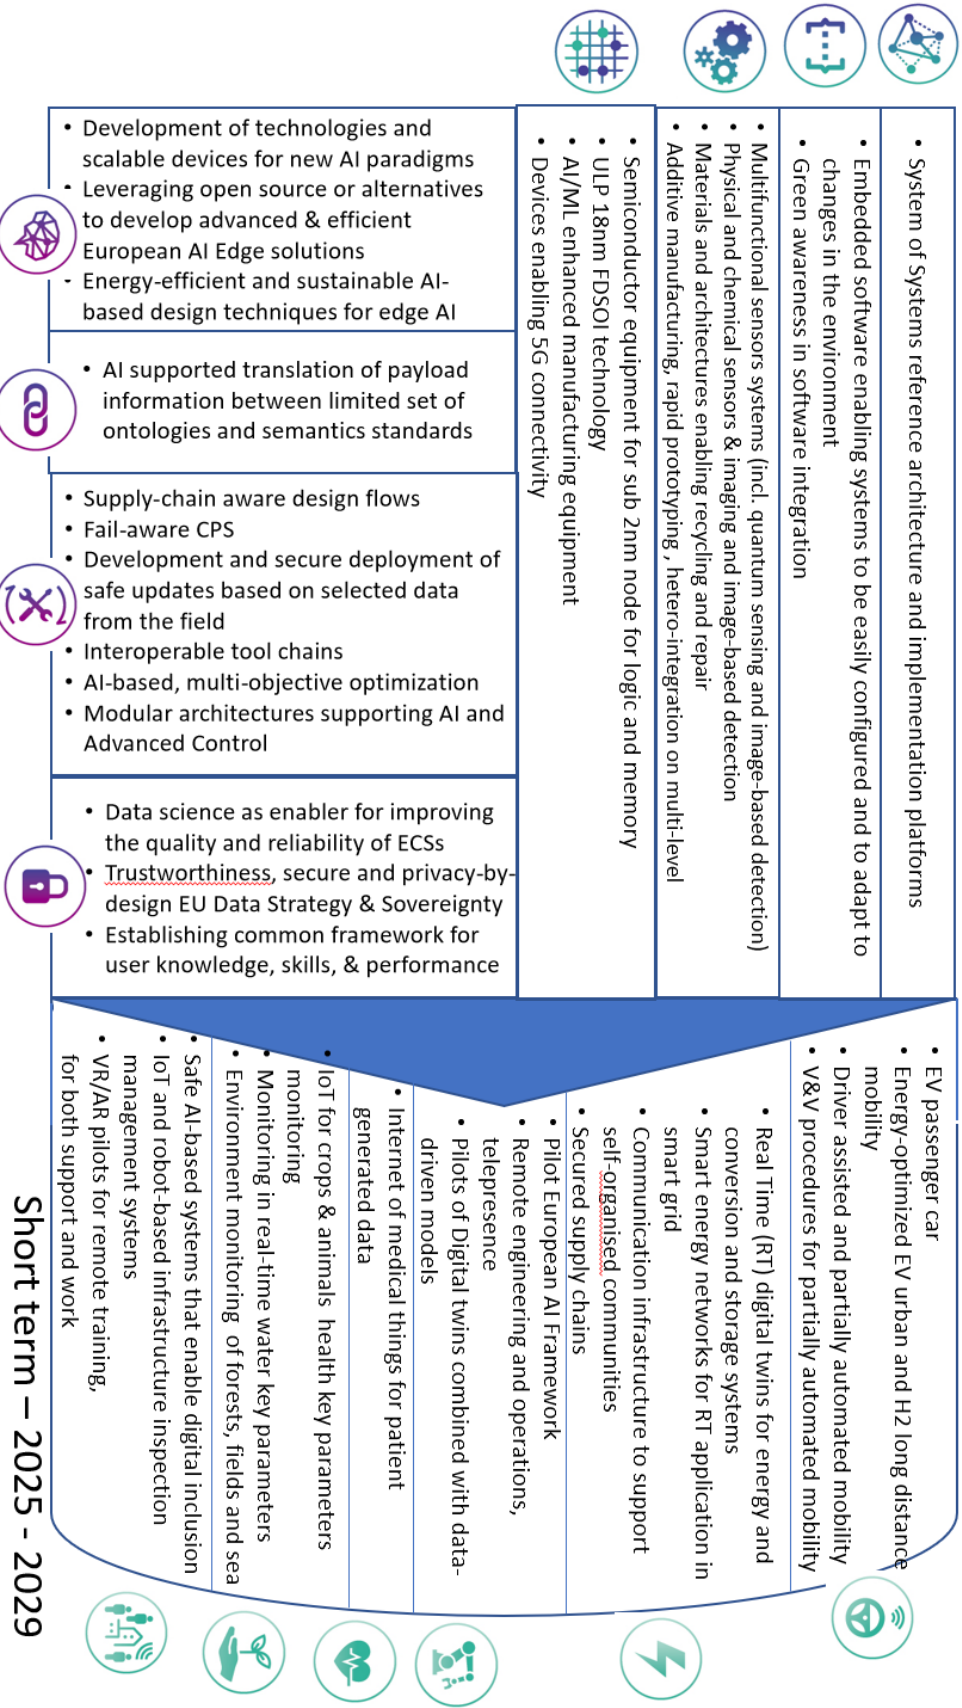 • System of Systems reference architecture and implementation platforms
• Embedded software enabling systems to be easily configured and to adapt to
changes in the environment
• Green awareness in software integration
• Multifunctional sensors systems (incl. quantum sensing and image-based detection)
• Physical and chemical sensors & imaging and image-based detection
• Materials and architectures enabling recycling and repair
• Additive manufacturing, rapid prototyping , hetero-integration on multi-level
• Semiconductor equipment for sub 2nm node for logic and memory
• ULP 18nm FDSOI technology
• AI/ML enhanced manufacturing equipment
• Devices enabling 5G connectivity
• Development of technologies and
scalable devices for new AI paradigms
• Leveraging open source or alternatives
to develop advanced & efficient
European AI Edge solutions
• Energy-efficient and sustainable AI-
based design techniques for edge AI
• AI supported translation of payload
information between limited set of
ontologies and semantics standards
• Supply-chain aware design flows
• Fail-aware CPS
• Development and secure deployment of
safe updates based on selected data
from the field
• Interoperable tool chains
• AI-based, multi-objective optimization
• Modular architectures supporting AI and
Advanced Control
• Data science as enabler for improving
the quality and reliability of ECSs
• Trustworthiness, secure and privacy-by-
design EU Data Strategy & Sovereignty
• Establishing common framework for
user knowledge, skills, & performance
• EV passenger car
• Energy-optimized EV urban and H2 long distance
mobility
• Driver assisted and partially automated mobility
• V&V procedures for partially automated mobility
• Real Time (RT) digital twins for energy and
conversion and storage systems
• Smart energy networks for RT application in
smart grid
• Communication infrastructure to support
self-organised communities
• Secured supply chains
• Pilot European AI Framework
• Remote engineering and operations,
telepresence
• Pilots of Digital twins combined with data-
driven models
• Internet of medical things for patient
generated data
• IoT for crops & animals health key parameters
monitoring
• Monitoring in real-time water key parameters
• Environment monitoring of forests, fields and sea
• Safe AI-based systems that enable digital inclusion
• IoT and robot-based infrastructure inspection
management systems
• VR/AR pilots for remote training,
for both support and work
Short term – 2025 - 2029